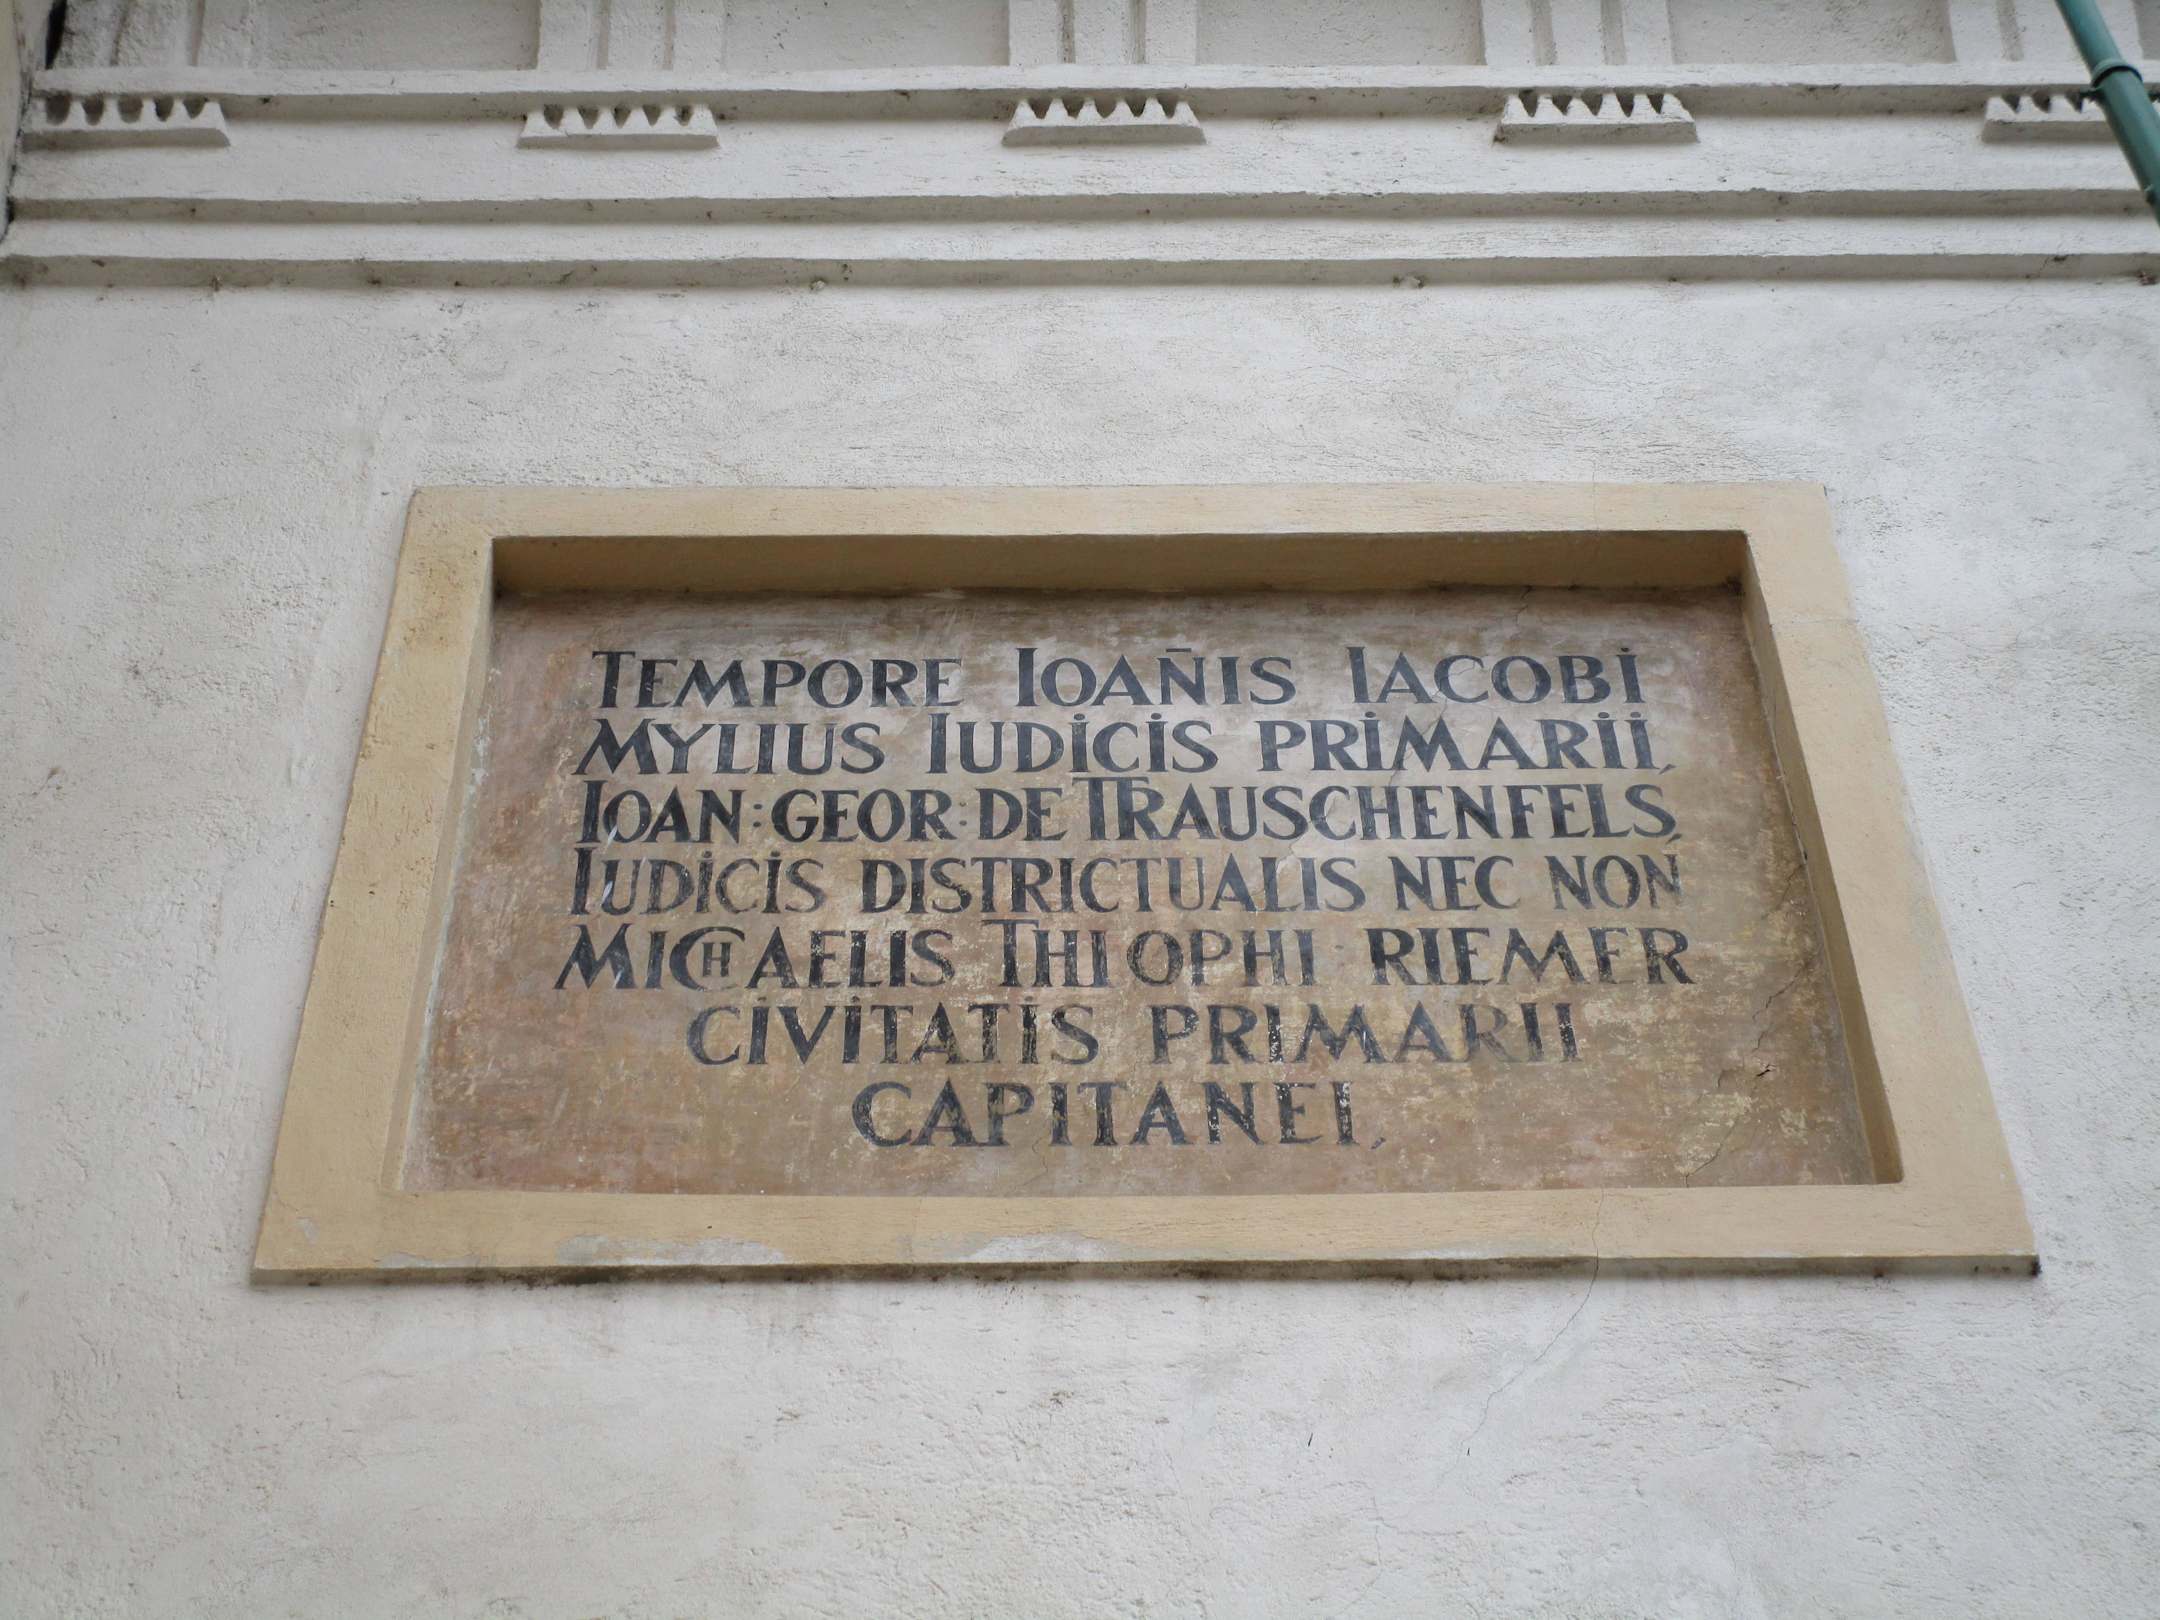 TEMPORE IOAÑIS IACOBI
MYLIUS IUDICIS PRIMARII,
IOAN: GEOR: DE TRAUSCHENFELS,
IUDICIS DISTRICTUALIS NEC NON
MICHAELIS THIOPHI RIEMER
CIVITATIS PRIMARII
CAPITANEI,